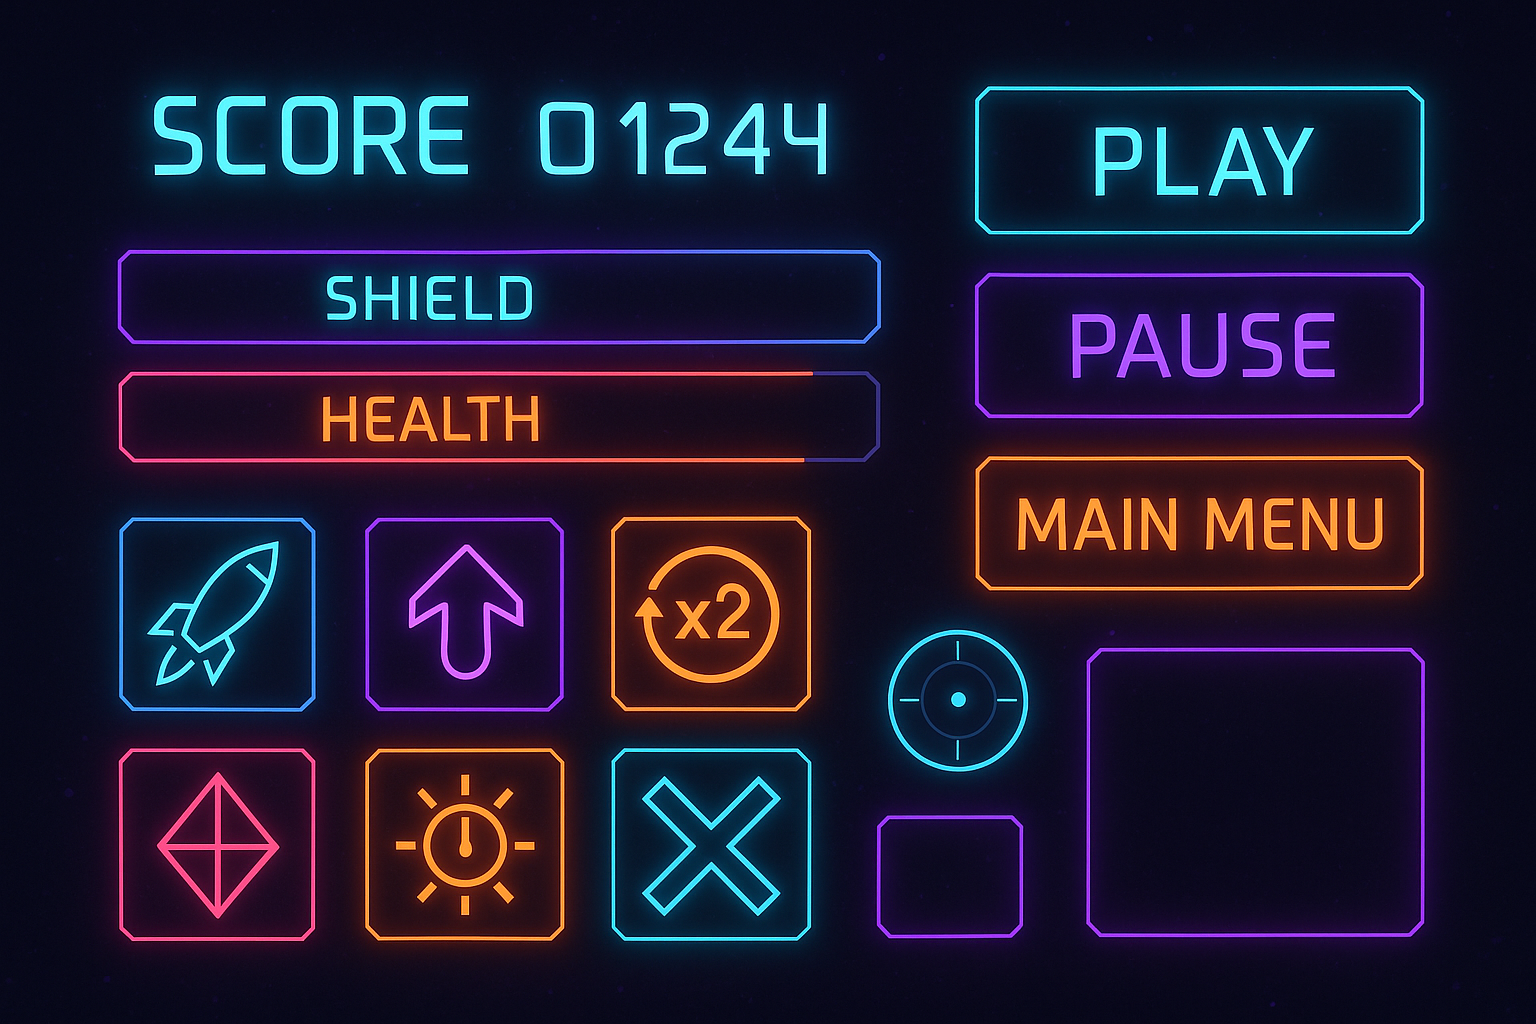 SCORE 01244
PLAY
SHIELD
PAUSE
HEALTH
MAIN MENU
x2